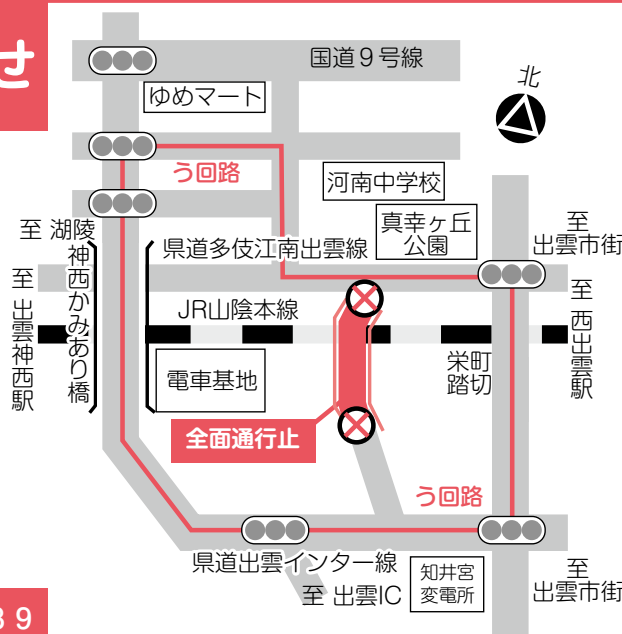 せ
国道9号線
北
ゆめマート
う回路
河南中学校
真幸ヶ丘
公園
至 湖陵
県道多伎江南出雲線
至
出雲市街
神西かみあり橋
至 出雲神西駅
JR山陰本線
至 西出雲駅
電車基地
栄町
踏切
全面通行止
う回路
県道出雲インター線
至 出雲IC
知井宮
変電所
至
出雲市街
39